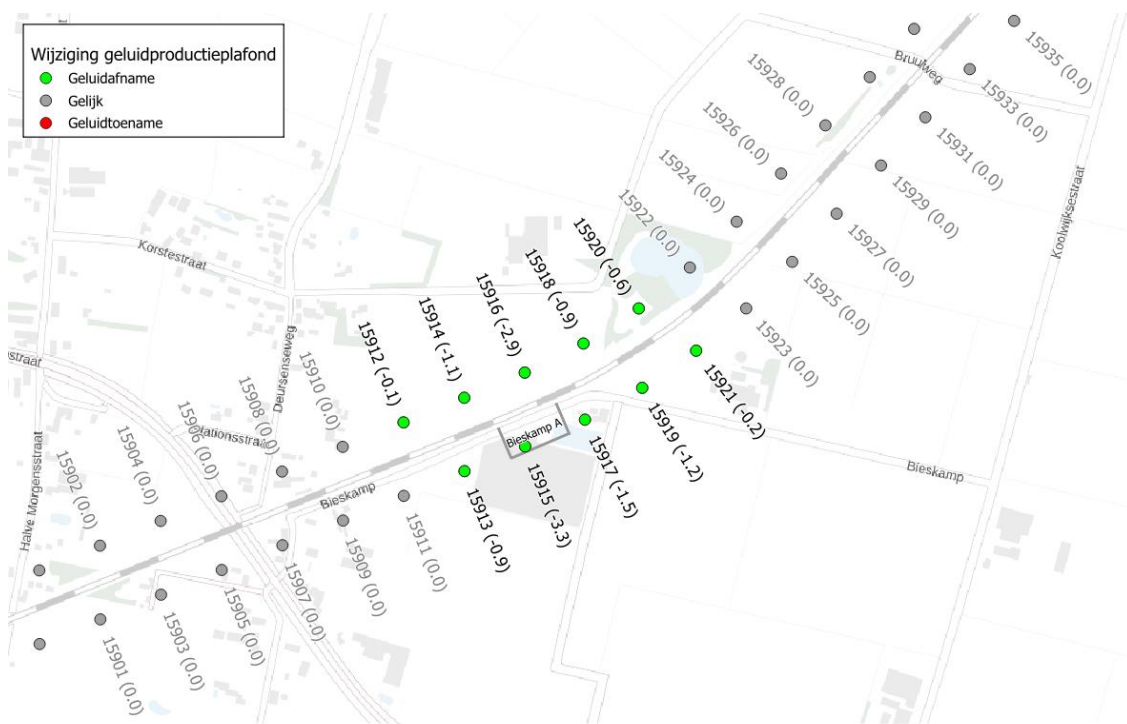 Wijziging geluidproductieplafond
Geluidafname
Gelijk
Geluidtoename
15935 (0.0)
Bruulweg
15928 (0.0)
15933 (0.0)
15926 (0.0)
15931 (0.0)
15924 (0.0)
15929 (0.0)
Koolwijksestraat
15922 (0.0)
15927 (0.0)
15920 (-0.6)
15925 (0.0)
Korstestraat
15918 (-0.9)
15923 (0.0)
15916 (-2.9)
15921 (-0.2)
15914 (-1.1)
15919 (-1.2)
15912 (-0.1)
Deursenseweg
15910 (0.0)
Bieskamp A
15917 (-1.5)
Bieskamp
15908 (0.0)
Stationsstraa
15915 (-3.3)
15906 (0.0)
Bieskamp
15913 (-0.9)
straat
15904 (0.0)
15911 (0.0)
15902 (0.0)
Halve Morgensstraat
15909 (0.0)
15907 (0.0)
15905 (0.0)
15903 (0.0)
15901 (0.0)